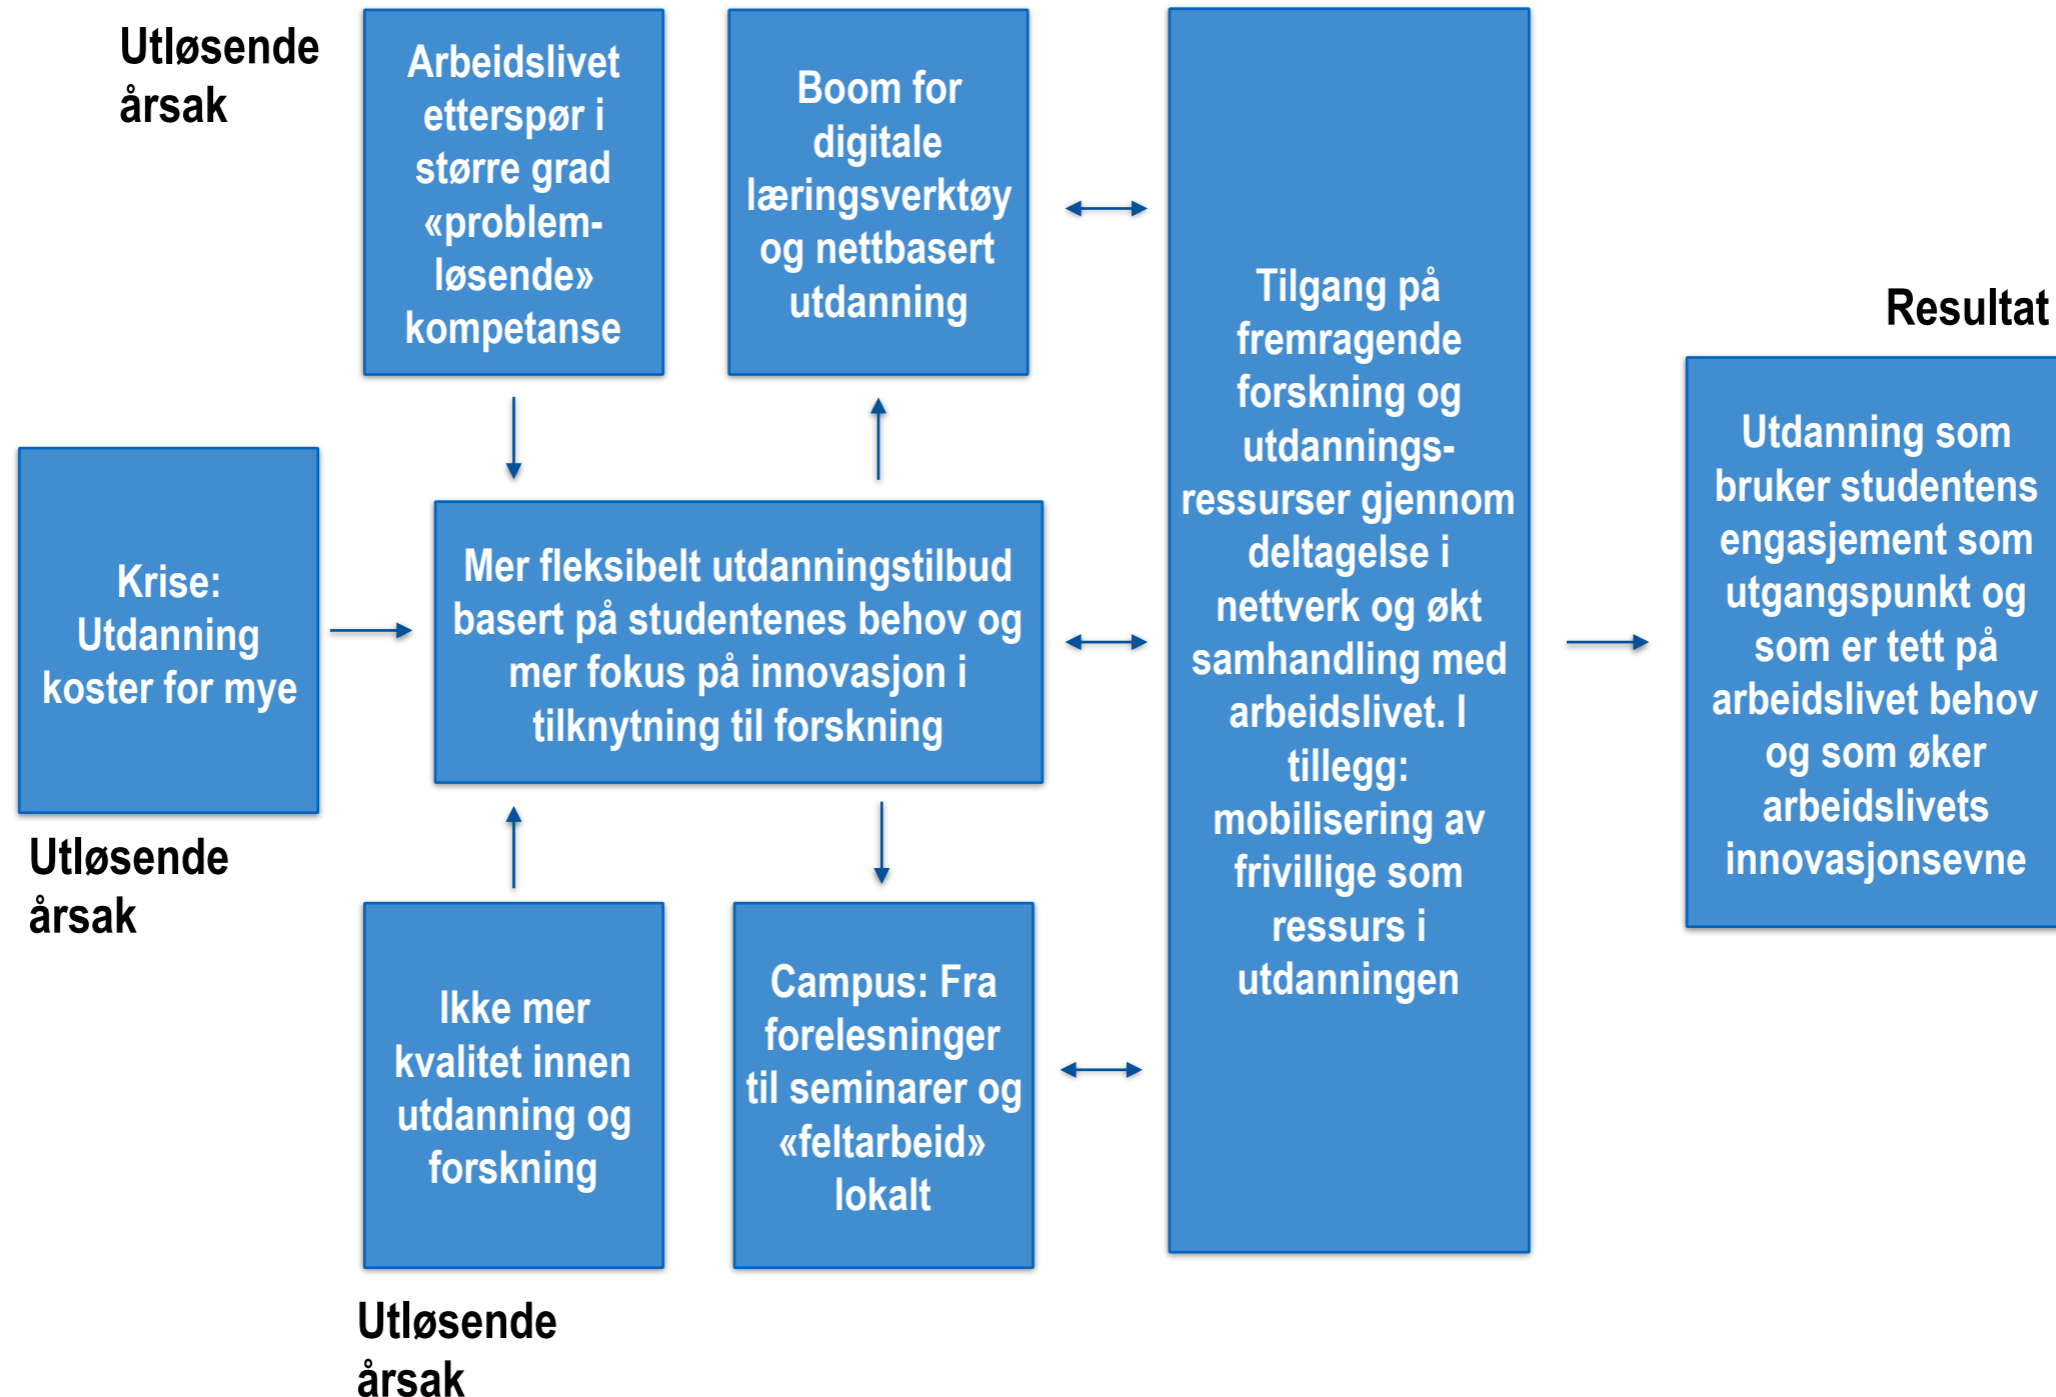 Utløsende
årsak
Arbeidslivet
etterspør i
større grad
«problem-
løsende»
kompetanse
Boom for
digitale
læringsverktøy
og nettbasert
utdanning
Krise:
Utdanning
koster for mye
Utløsende
årsak
Mer fleksibelt utdanningstilbud
basert på studentenes behov og
mer fokus på innovasjon i
tilknytning til forskning
Ikke mer
kvalitet innen
utdanning og
forskning
Utløsende
årsak
Campus: Fra
forelesninger
til seminarer og
«feltarbeid»
lokalt
Tilgang på
fremragende
forskning og
utdannings-
ressurser gjennom
deltagelse i
nettverk og økt
samhandling med
arbeidslivet. I
tillegg:
mobilisering av
frivillige som
ressurs i
utdanningen
Resultat
Utdanning som
bruker studentens
engasjement som
utgangspunkt og
som er tett på
arbeidslivet behov
og som øker
arbeidslivets
innovasjonsevne